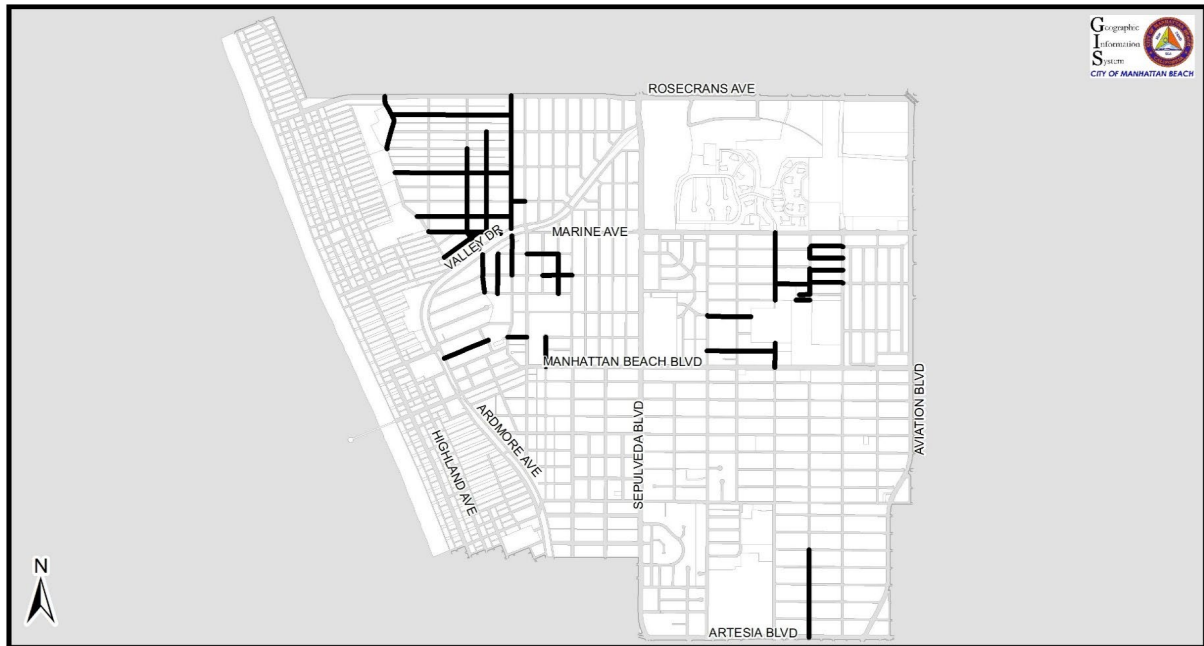 Geographic
Information
System
CITY OF MANHATTAN BEACH
ROSECRANS AVE
MARINE AVE
VALLEY DR
MANHATTAN BEACH BLVD
ARDMORE AVE
HIGHLAND AVE
SEPULVEDA BLVD
AVIATION BLVD
N
ARTESIA BLVD